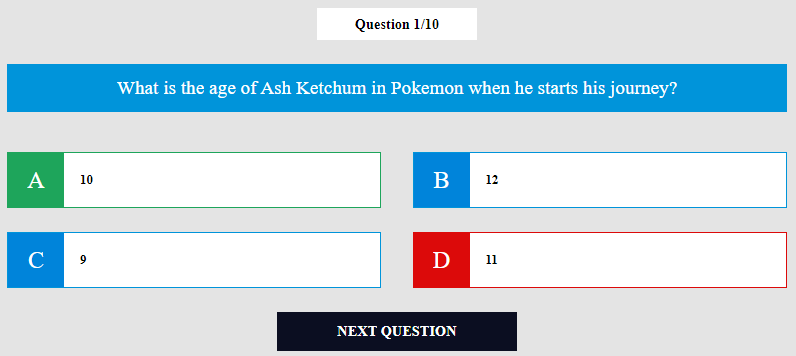 Question 1/10
What is the age of Ash Ketchum in Pokemon when he starts his journey?
A 10
B 12
C 9
D 11
NEXT QUESTION